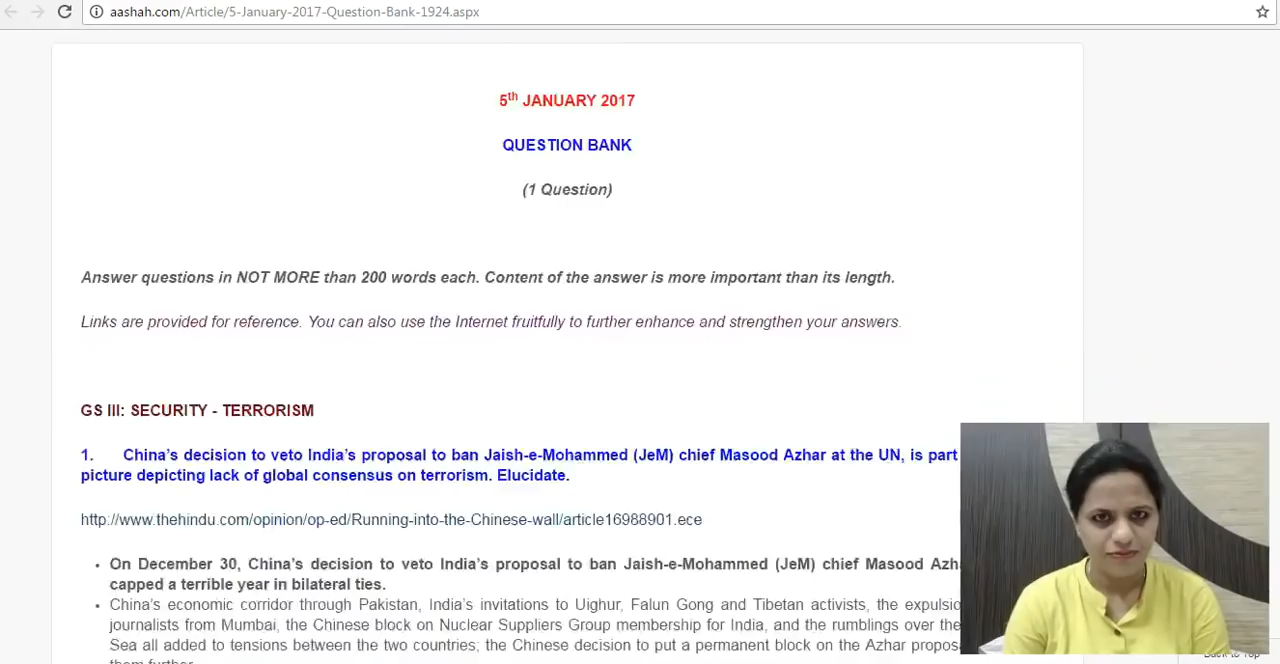 aashah.com/Article/5-January-2017-Question-Bank-1924.aspx
5th JANUARY 2017
QUESTION BANK
(1 Question)
Answer questions in NOT MORE than 200 words each. Content of the answer is more important than its length.
Links are provided for reference. You can also use the Internet fruitfully to further enhance and strengthen your answers.
GS III: SECURITY - TERRORISM
1. China’s decision to veto India’s proposal to ban Jaish-e-Mohammed (JeM) chief Masood Azhar at the UN, is part
picture depicting lack of global consensus on terrorism. Elucidate.
http://www.thehindu.com/opinion/op-ed/Running-into-the-Chinese-wall/article16988901.ece
• On December 30, China’s decision to veto India’s proposal to ban Jaish-e-Mohammed (JeM) chief Masood
capped a terrible year in bilateral ties.
• China’s economic corridor through Pakistan, India’s invitations to Uighur, Falun Gong and Tibetan activists, the
journalists from Mumbai, the Chinese block on Nuclear Suppliers Group membership for India, and the rumblings over the
Sea all added to tensions between the two countries; the Chinese decision to put a permanent block on the Azhar